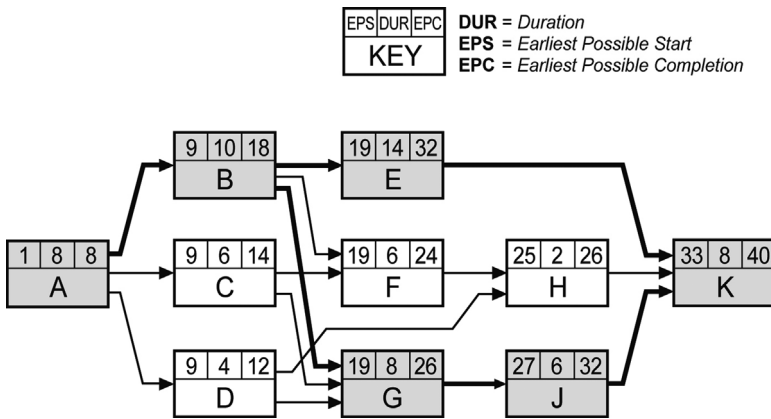 EPS DUR EPC
KEY
DUR = Duration
EPS = Earliest Possible Start
EPC = Earliest Possible Completion
9 10 18
B
19 14 32
E
1 8 8
A
9 6 14
C
19 6 24
F
25 2 26
H
33 8 40
K
9 4 12
D
19 8 26
G
27 6 32
J